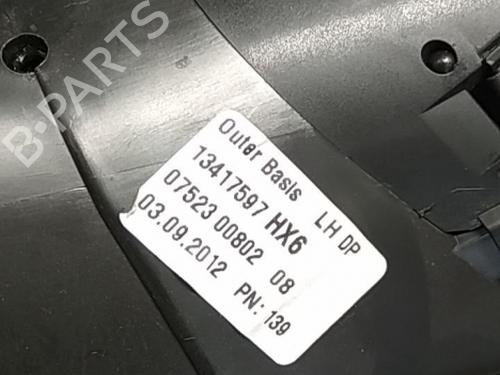 B-PARTS
Outer Basis LH DP
13417597 HX6
07523 00802 08
03.09.2012 PN: 139